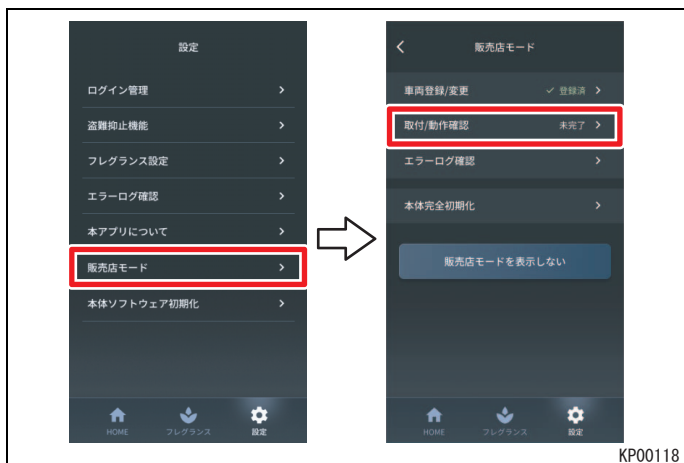 設定
ログイン管理
盗難抑止機能
フレグランス設定
エラーログ確認
本アプリについて
販売店モード
本体ソフトウェア初期化
HOME
フレグランス
設定
販売店モード
車両登録/変更
✓ 登録済
取付/動作確認
未完了
エラーログ確認
本体完全初期化
販売店モードを表示しない
HOME
フレグランス
設定
KP00118